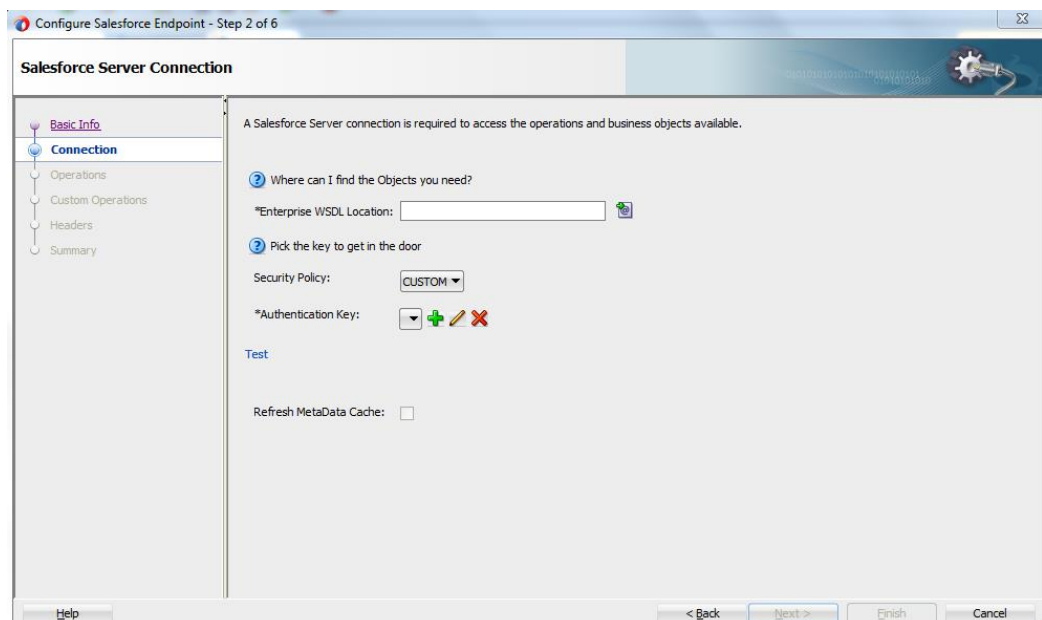 Configure Salesforce Endpoint - Step 2 of 6
Salesforce Server Connection
Basic Info
Connection
Operations
Custom Operations
Headers
Summary
A Salesforce Server connection is required to access the operations and business objects available.
Where can I find the Objects you need?
*Enterprise WSDL Location:
Pick the key to get in the door
Security Policy:
CUSTOM
*Authentication Key:
Test
Refresh MetaData Cache:
Help
< Back
Next >
Finish
Cancel